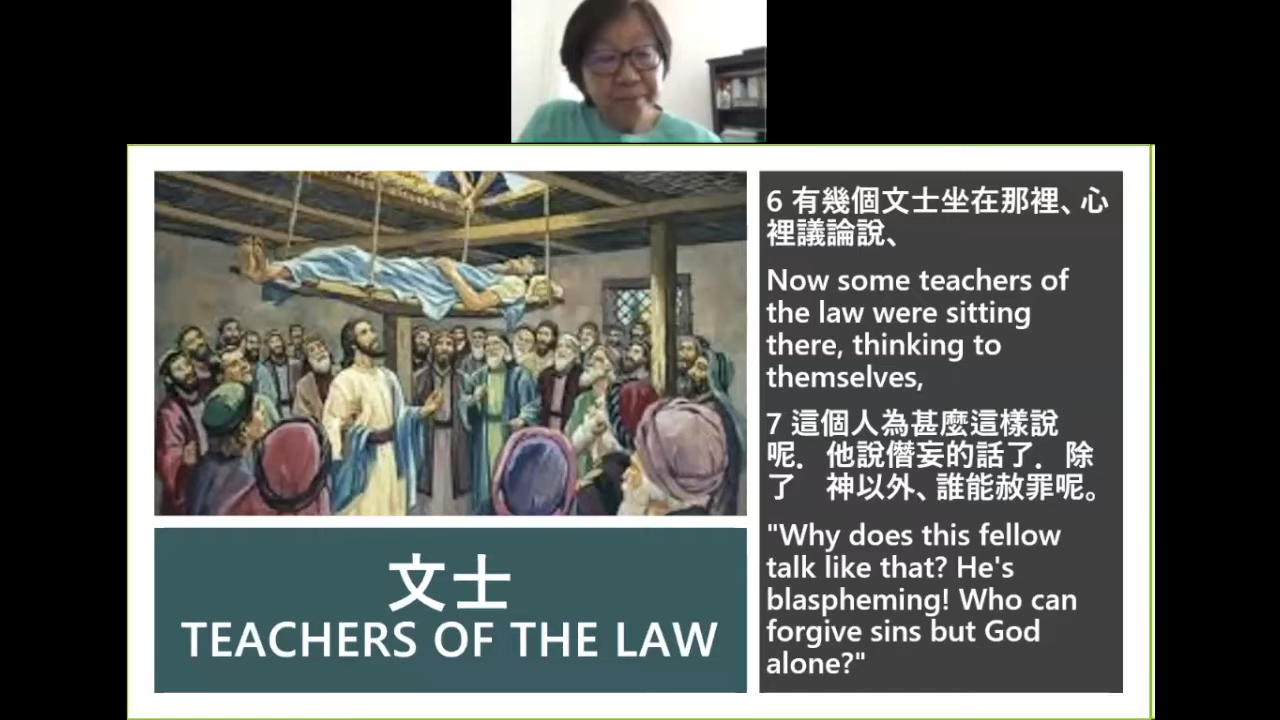 文士
TEACHERS OF THE LAW
6 有幾個文士坐在那裡、心
裡議論說、
Now some teachers of
the law were sitting
there, thinking to
themselves,
7 這個人為甚麼這樣說
呢． 他說僭妄的話了． 除
了　神以外、誰能赦罪呢。
"Why does this fellow
talk like that? He's
blaspheming! Who can
forgive sins but God
alone?"